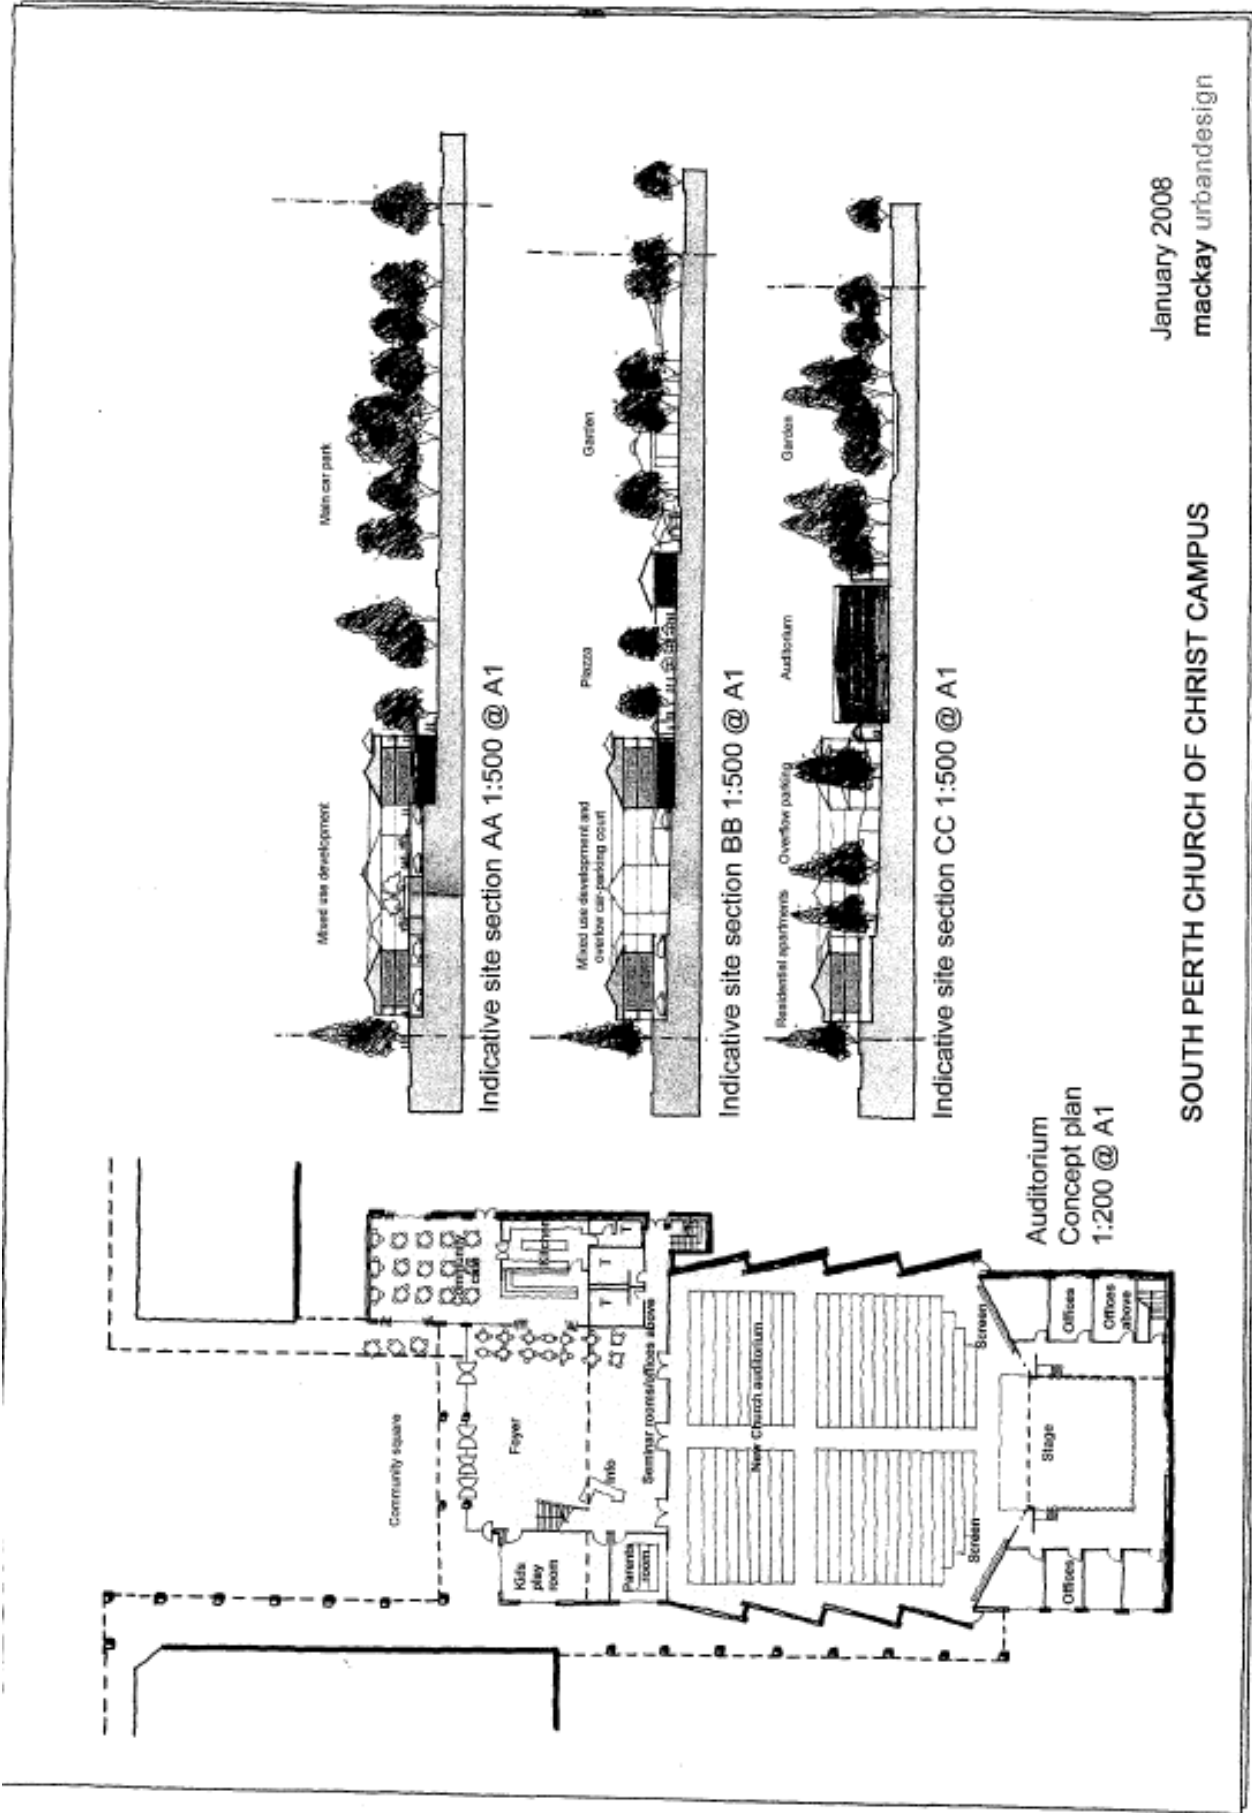 Main car park
Mixed use development
Indicative site section AA 1:500 @ A1
Garden
Plazza
Mixed use development and
overflow car-parking court
Indicative site section BB 1:500 @ A1
Garden
Auditorium
Overflow parking
Residential apartments
Indicative site section CC 1:500 @ A1
Community square
Community
cafe
Kitchen
T
T
T
Foyer
Info
Kids
play
room
Parents
room
Seminar rooms/offices above
New Church auditorium
Screen
Screen
Stage
Offices
Offices
above
Offices
Auditorium
Concept plan
1:200 @ A1
SOUTH PERTH CHURCH OF CHRIST CAMPUS
January 2008
mackay urbandesign